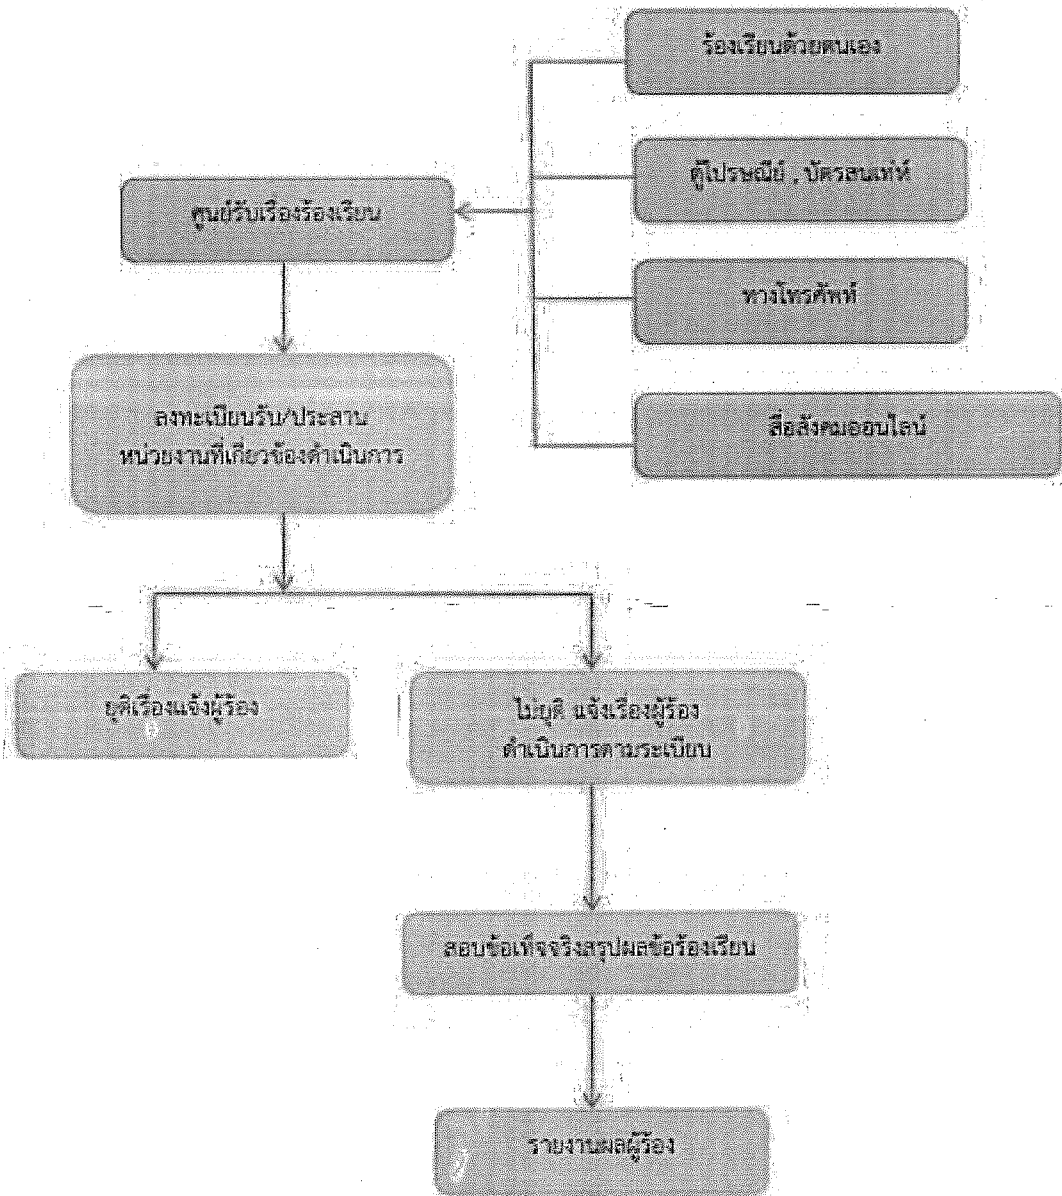 ร้องเรียนด้วยตนเอง
ตู้ไปรษณีย์ , บัตรสนเท่ห์
ศูนย์รับเรื่องร้องเรียน
ทางโทรศัพท์
ลงทะเบียนรับ/ประสาน
หน่วยงานที่เกี่ยวข้องดำเนินการ
สื่อสังคมออนไลน์
ยุติเรื่องแจ้งผู้ร้อง
ไม่ยุติ แจ้งเรื่องผู้ร้อง
ดำเนินการตามระเบียบ
สอบข้อเท็จจริงสรุปผลข้อร้องเรียน
รายงานผลผู้ร้อง